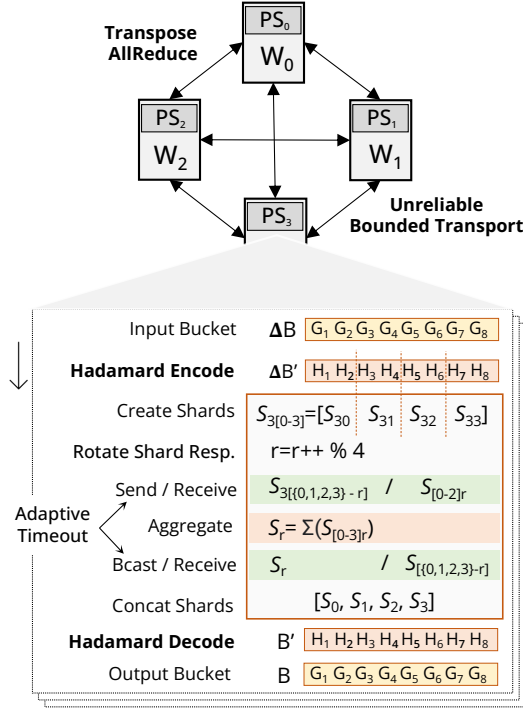 Transpose
AllReduce
PS₀
W₀
PS₂
W₂
PS₁
W₁
Unreliable
Bounded Transport
PS₃
Input Bucket ΔB G₁ G₂ G₃ G₄ G₅ G₆ G₇ G₈
Hadamard Encode ΔB' H₁ H₂ H₃ H₄ H₅ H₆ H₇ H₈
Create Shards S₃[₀₋₃]=[S₃₀ S₃₁ S₃₂ S₃₃]
Rotate Shard Resp. r=r++ % 4
Send / Receive S₃[{₀,₁,₂,₃} - r] / S[₀₋₂]r
Adaptive
Timeout
Aggregate Sr= Σ(S[₀₋₃]r)
Bcast / Receive Sr / S[{₀,₁,₂,₃}-r]
Concat Shards [S₀, S₁, S₂, S₃]
Hadamard Decode B' H₁ H₂ H₃ H₄ H₅ H₆ H₇ H₈
Output Bucket B G₁ G₂ G₃ G₄ G₅ G₆ G₇ G₈